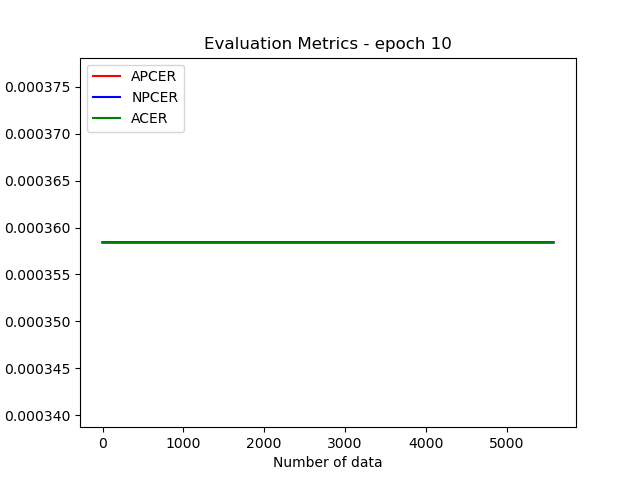 Evaluation Metrics - epoch 10
APCER
NPCER
ACER
0.000375
0.000370
0.000365
0.000360
0.000355
0.000350
0.000345
0.000340
0 1000 2000 3000 4000 5000
Number of data